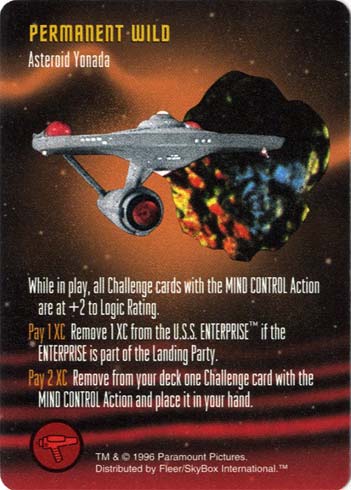 PERMANENT WILD
Asteroid Yonada
While in play, all Challenge cards with the MIND CONTROL Action
are at +2 to Logic Rating.
Pay 1 XC Remove 1 XC from the U.S.S. ENTERPRISE™ if the
ENTERPRISE is part of the Landing Party.
Pay 2 XC Remove from your deck one Challenge card with the
MIND CONTROL Action and place it in your hand.
TM & © 1996 Paramount Pictures.
Distributed by Fleer/SkyBox International.™